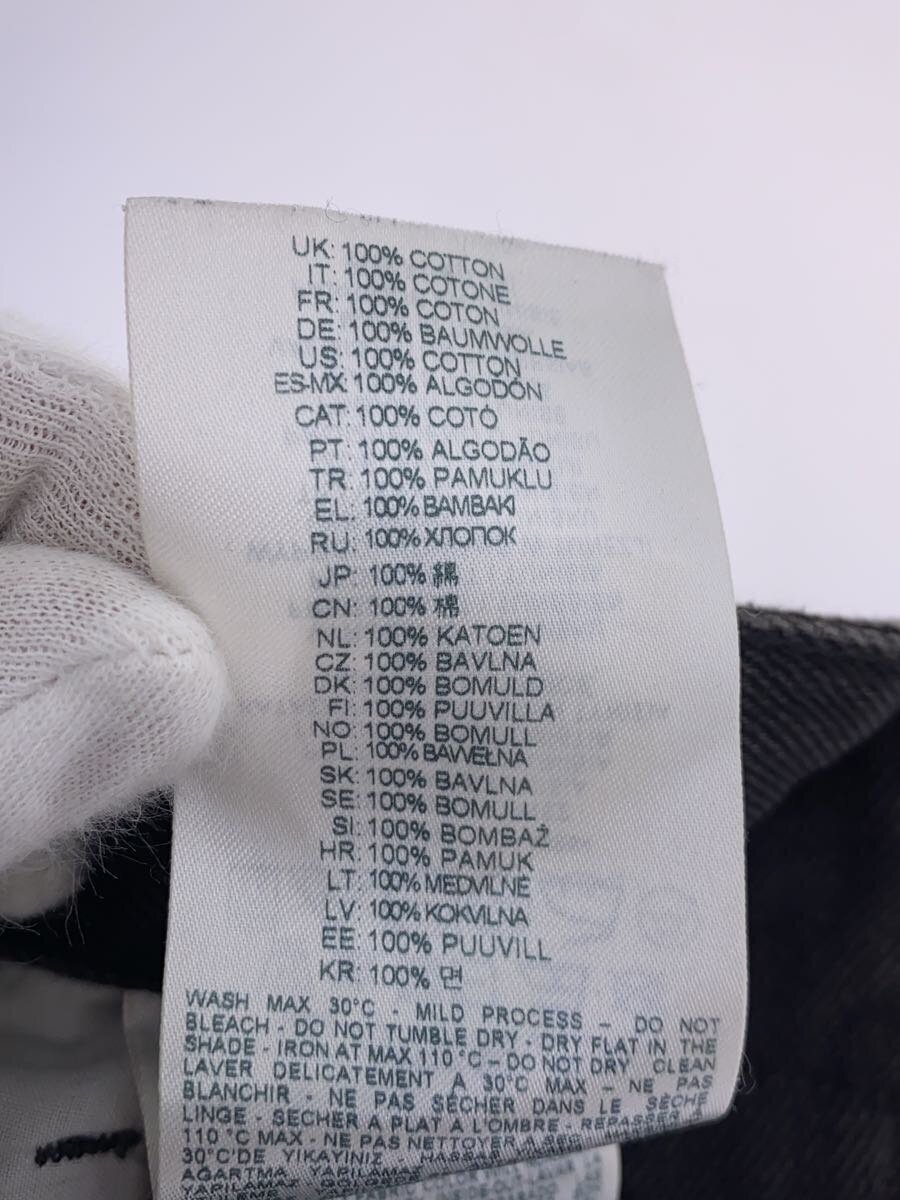 UK: 100% COTTON
IT: 100% COTONE
FR: 100% COTON
DE: 100% BAUMWOLLE
US: 100% COTTON
ES-MX: 100% ALGODÓN
CAT: 100% COTÓ
PT: 100% ALGODÃO
TR: 100% PAMUKLU
EL: 100% BAMBAKI
RU: 100% ХЛОПОК
JP: 100% 綿
CN: 100% 棉
NL: 100% KATOEN
CZ: 100% BAVLNA
DK: 100% BOMULD
FI: 100% PUUVILLA
NO: 100% BOMULL
PL: 100% BAWEŁNA
SK: 100% BAVLNA
SE: 100% BOMULL
SI: 100% BOMBAŽ
HR: 100% PAMUK
LT: 100% MEDVILNĖ
LV: 100% KOKVILNA
EE: 100% PUUVILL
KR: 100% 면
WASH MAX 30°C - MILD PROCESS – DO NOT
BLEACH - DO NOT TUMBLE DRY - DRY FLAT IN THE
SHADE - IRON AT MAX 110°C – DO NOT DRY CLEAN
LAVER DELICATEMENT A 30°C MAX – NE PAS
BLANCHIR - NE PAS SÉCHER DANS LE SÈCHE
LINGE - SÉCHER À PLAT À L'OMBRE - REPASSER À
110°C MAX - NE PAS NETTOYER A SEC
30°C'DE YIKAYINIZ - HASSAS
AGARTMA YAPILAMAZ